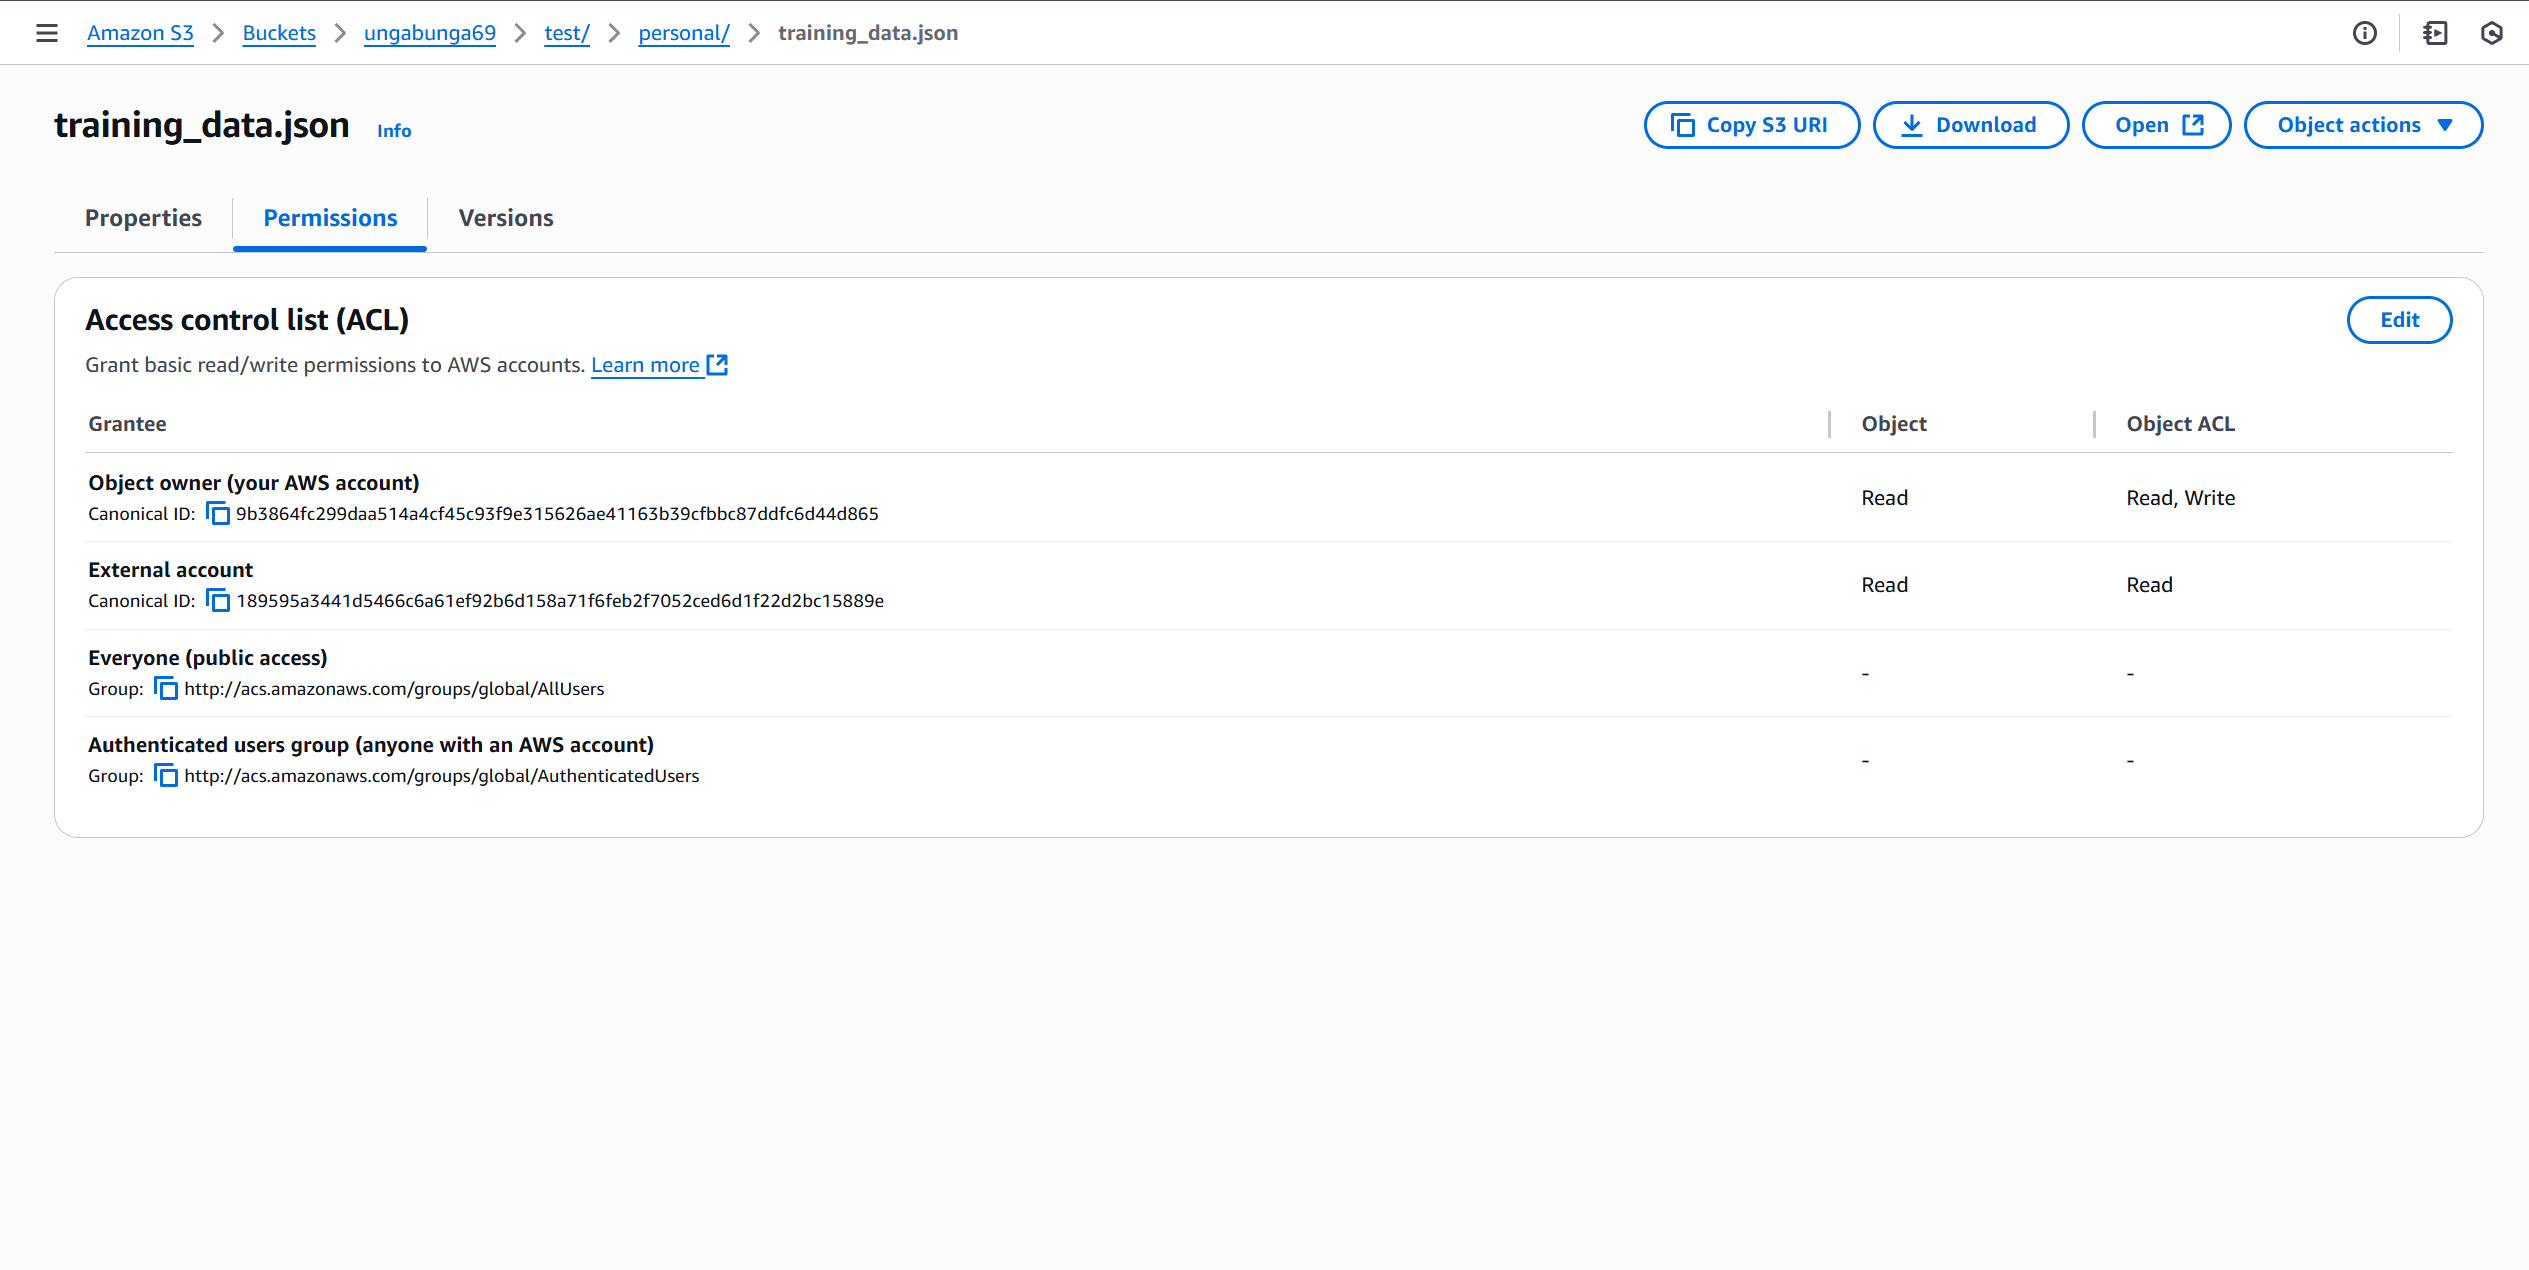 Amazon S3 > Buckets > ungabunga69 > test/ > personal/ > training_data.json
training_data.json Info
Copy S3 URI Download Open Object actions
Properties Permissions Versions
Access control list (ACL)
Edit
Grant basic read/write permissions to AWS accounts. Learn more
Grantee Object Object ACL
Object owner (your AWS account)
Canonical ID: 9b3864fc299daa514a4cf45c93f9e315626ae41163b39cfbbc87ddfc6d44d865
Read Read, Write
External account
Canonical ID: 189595a3441d5466c6a61ef92b6d158a71f6feb2f7052ced6d1f22d2bc15889e
Read Read
Everyone (public access)
Group: http://acs.amazonaws.com/groups/global/AllUsers
- -
Authenticated users group (anyone with an AWS account)
Group: http://acs.amazonaws.com/groups/global/AuthenticatedUsers
- -